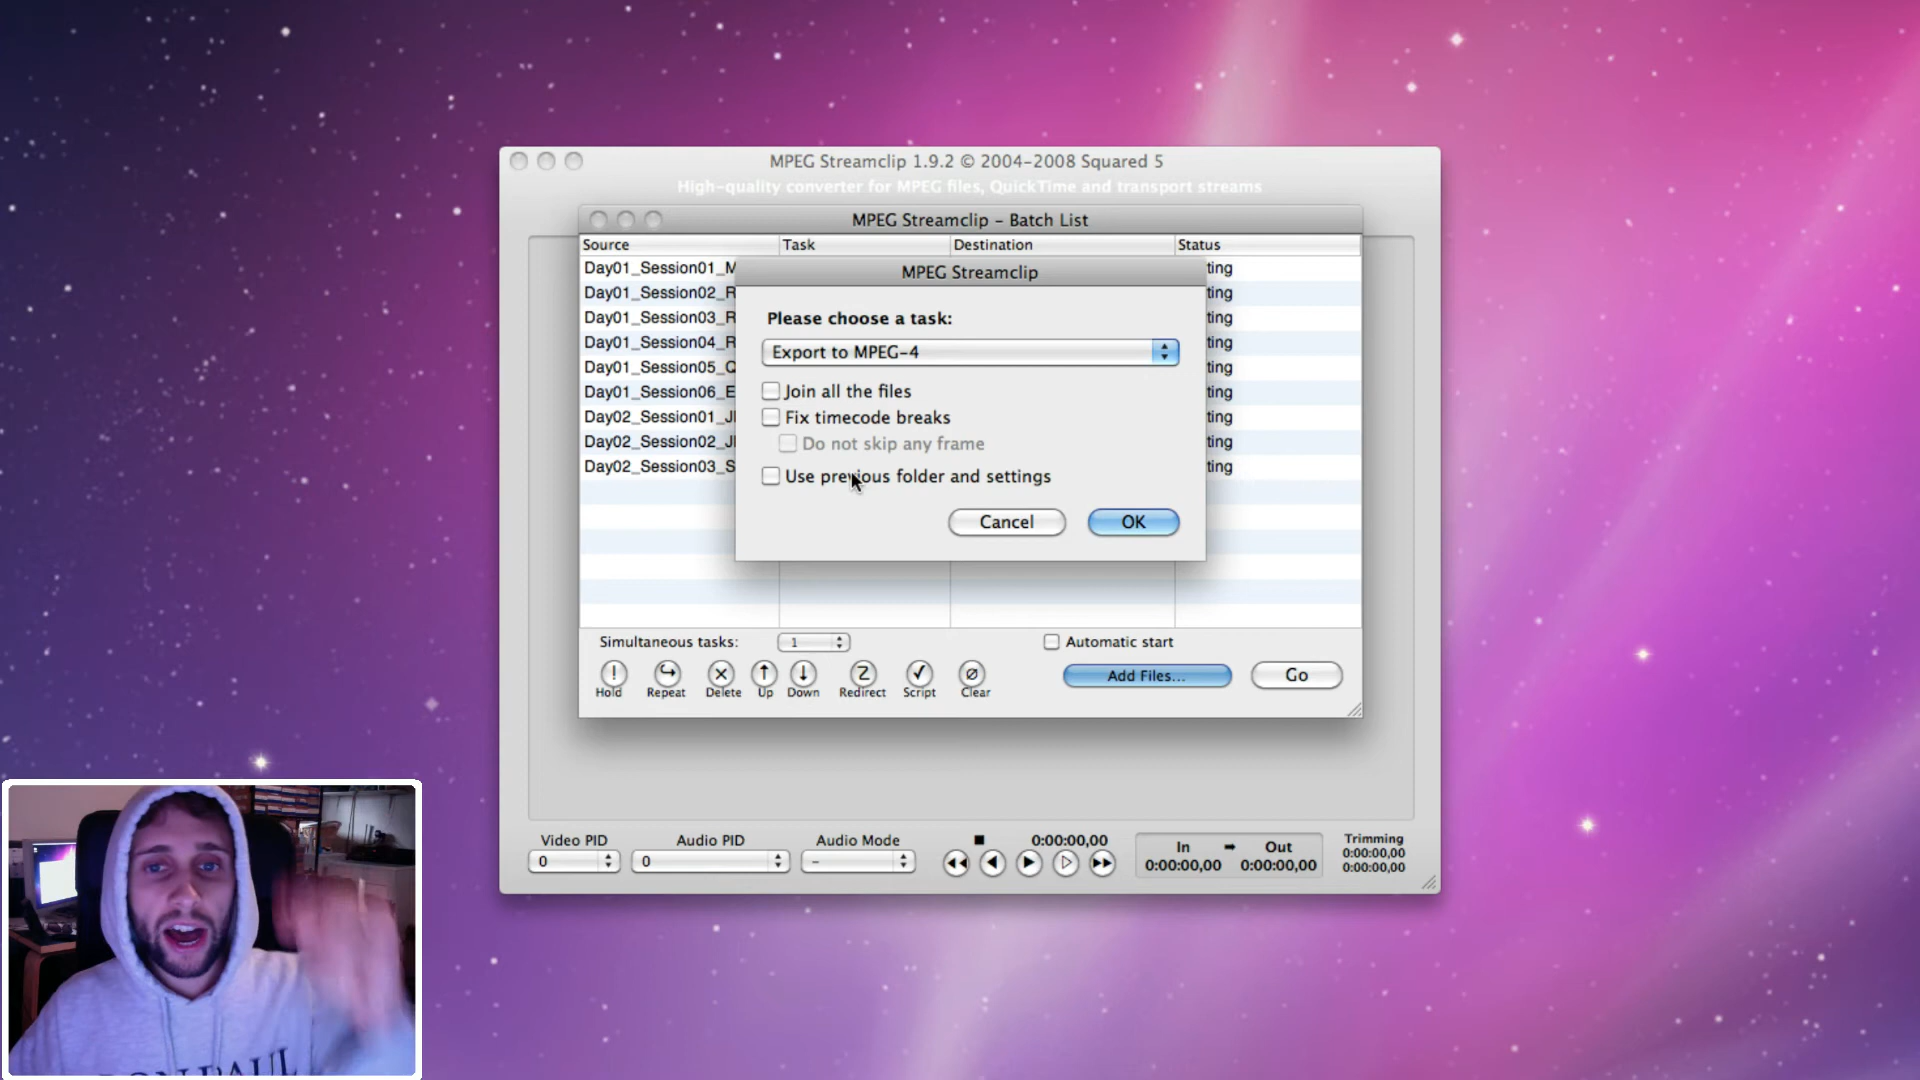 MPEG Streamclip 1.9.2 © 2004-2008 Squared 5
High-quality converter for MPEG files, QuickTime and transport streams
MPEG Streamclip - Batch List
Source Task Destination Status
MPEG Streamclip
Please choose a task:
Export to MPEG-4
Join all the files
Fix timecode breaks
Do not skip any frame
Use previous folder and settings
Cancel OK
Day01_Session01_M
Day01_Session02_R
Day01_Session03_R
Day01_Session04_R
Day01_Session05_Q
Day01_Session06_E
Day02_Session01_J
Day02_Session02_J
Day02_Session03_S
ting
ting
ting
ting
ting
ting
ting
ting
ting
Simultaneous tasks: 1 Automatic start
! Z
Hold Repeat Delete Up Down Redirect Script Clear
Add Files... Go
Video PID Audio PID Audio Mode 0:00:00,00
0 0 –
In Out
0:00:00,00 0:00:00,00
Trimming
0:00:00,00
0:00:00,00
PAUL